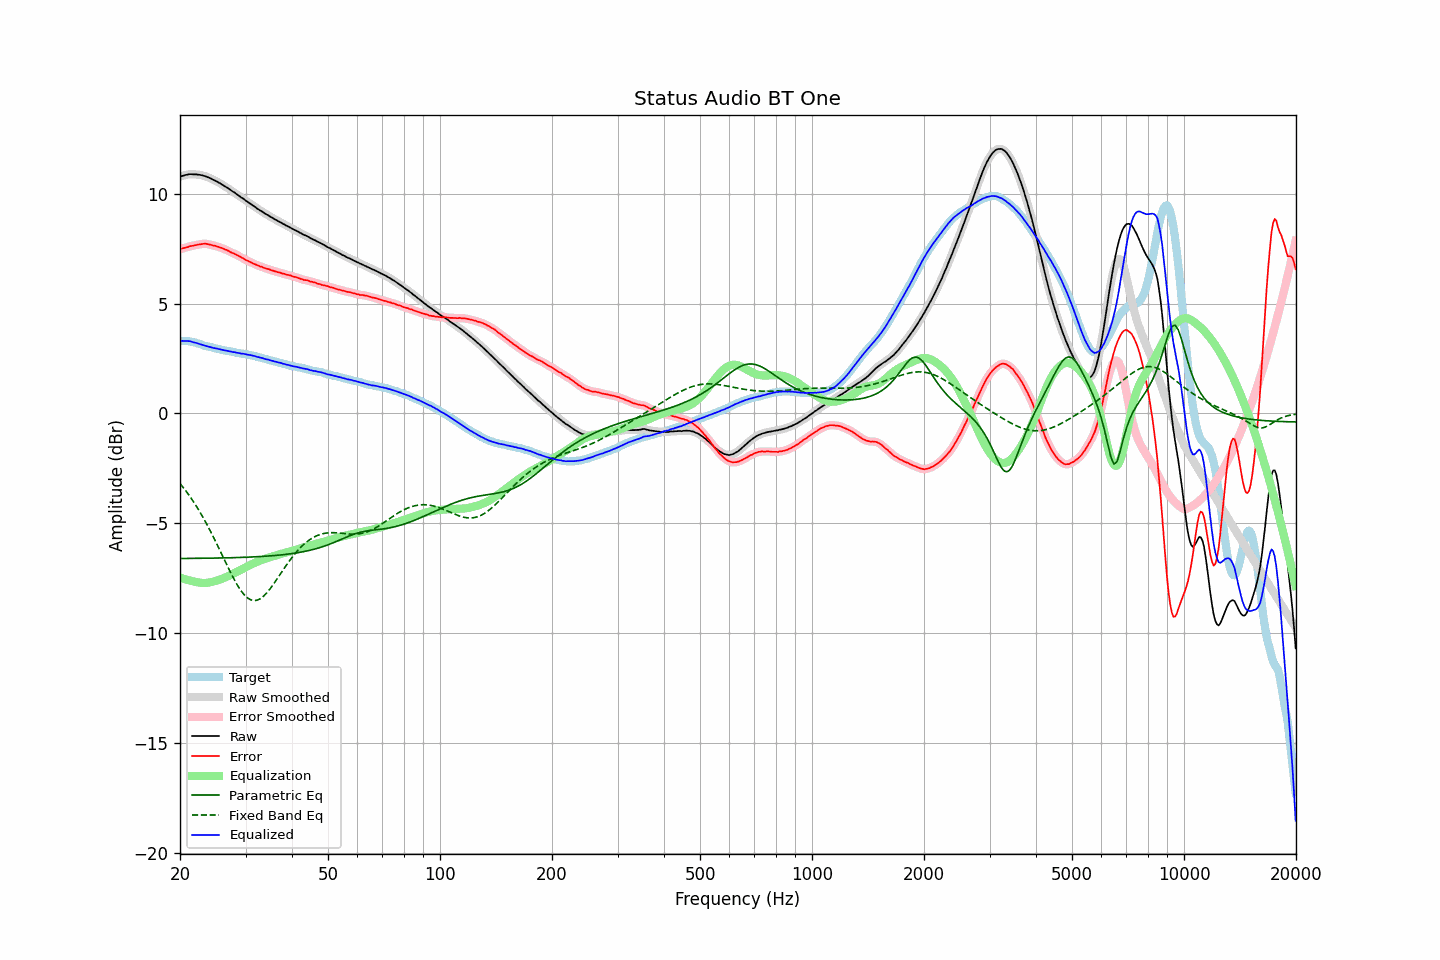 Status Audio BT One
10
5
0
−5
−10
−15
−20
Amplitude (dBr)
Target
Raw Smoothed
Error Smoothed
Raw
Error
Equalization
Parametric Eq
Fixed Band Eq
Equalized
20 50 100 200 500 1000 2000 5000 10000 20000
Frequency (Hz)